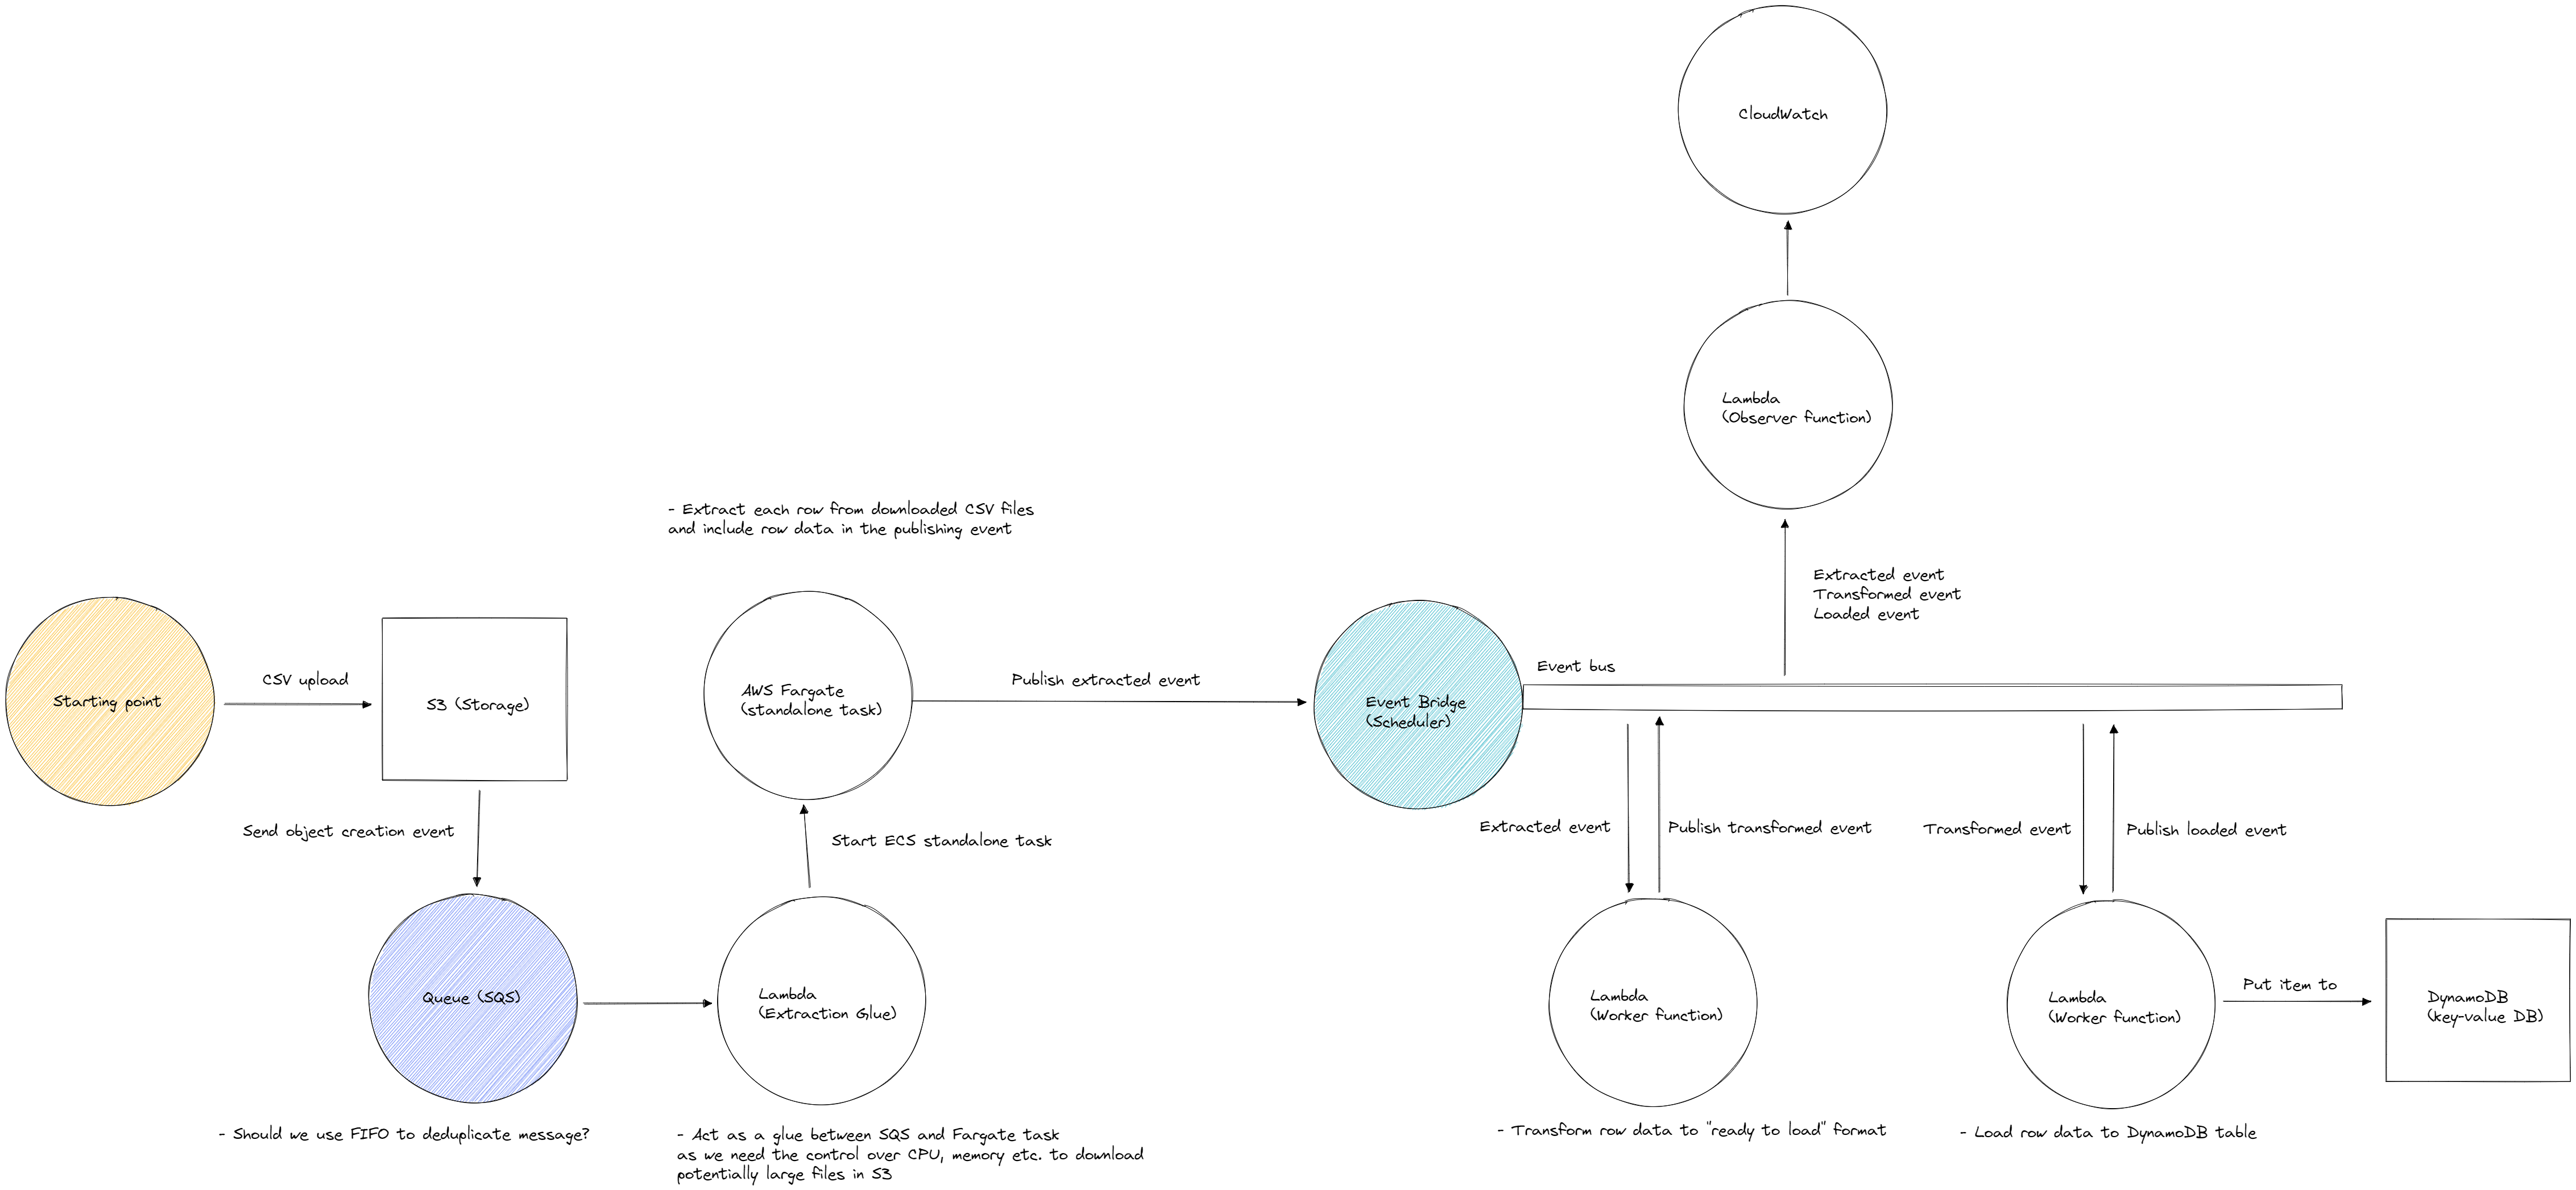 CloudWatch
Lambda
(Observer function)
- Extract each row from downloaded CSV files
and include row data in the publishing event
Extracted event
Transformed event
Loaded event
Starting point
CSV upload
S3 (Storage)
AWS Fargate
(standalone task)
Publish extracted event
Event Bridge
(Scheduler)
Event bus
Send object creation event
Start ECS standalone task
Extracted event
Publish transformed event
Transformed event
Publish loaded event
Queue (SQS)
Lambda
(Extraction Glue)
Lambda
(Worker function)
Lambda
(Worker function)
Put item to
DynamoDB
(key-value DB)
- Should we use FIFO to deduplicate message?
- Act as a glue between SQS and Fargate task
as we need the control over CPU, memory etc. to download
potentially large files in S3
- Transform row data to "ready to load" format
- Load row data to DynamoDB table